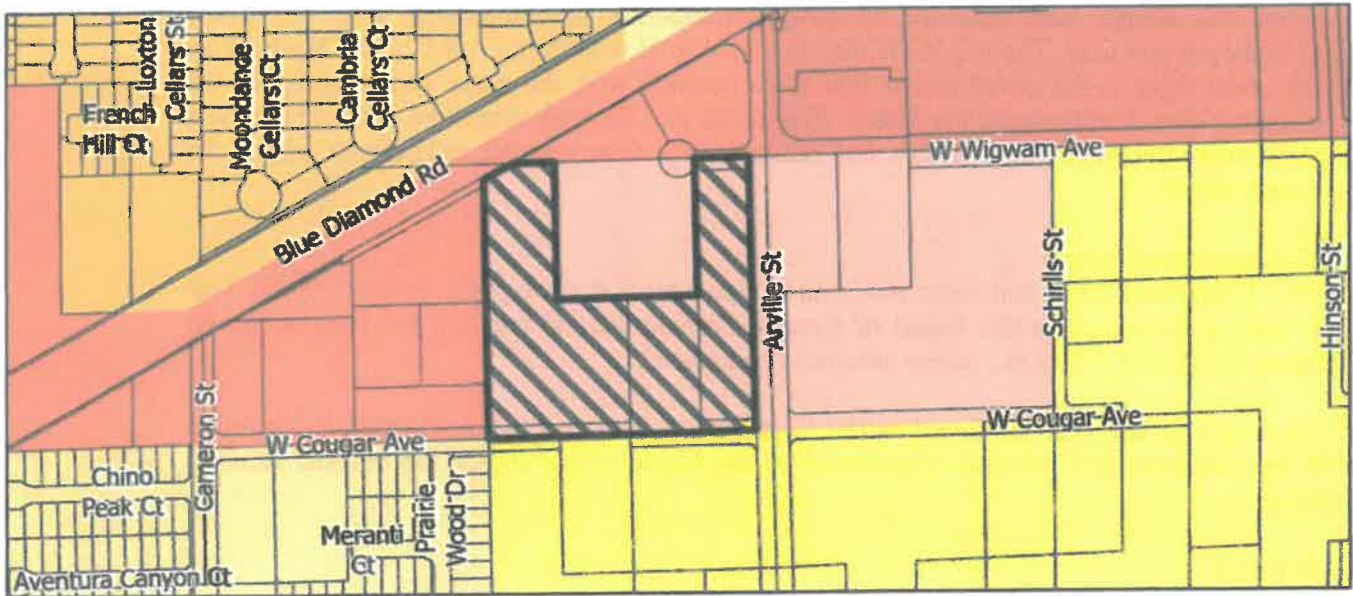 Loxton
Cellars St
French
Hill Ct
Moondance
Cellars Ct
Cambria
Cellars Ct
Blue Diamond Rd
W Wigwam Ave
Arville St
Schirlls St
Hinson St
Cameron St
W Cougar Ave
W Cougar Ave
Chino
Peak Ct
Prairie
Wood Dr
Meranti
Ct
Aventura Canyon Ct